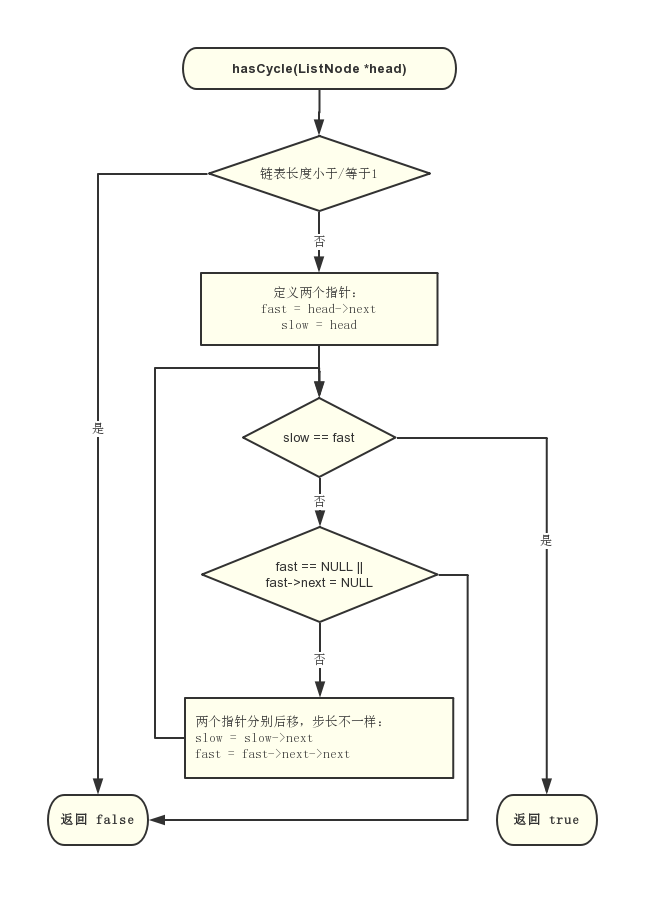 hasCycle(ListNode *head)
链表长度小于/等于1
否
定义两个指针:
fast = head->next
slow = head
是
slow == fast
否
是
fast == NULL ||
fast->next = NULL
否
两个指针分别后移, 步长不一样:
slow = slow->next
fast = fast->next->next
返回 false
返回 true